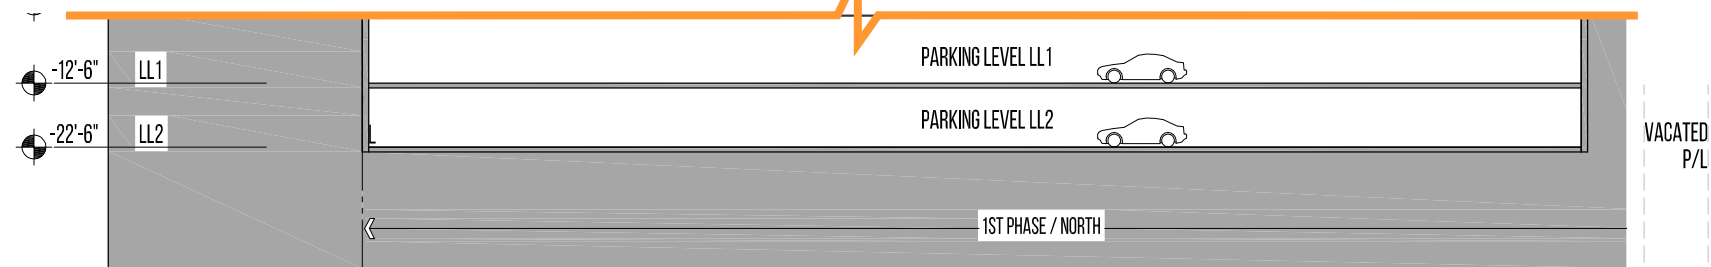 PARKING LEVEL LL1
-12'-6" LL1
PARKING LEVEL LL2
-22'-6" LL2
VACATED
P/L
1ST PHASE / NORTH